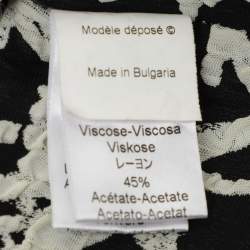 Modèle déposé ©
Made in Bulgaria
Viscose-Viscosa
Viskose
レーヨン
45%
Acétate-Acetate
Acetato-Acetat